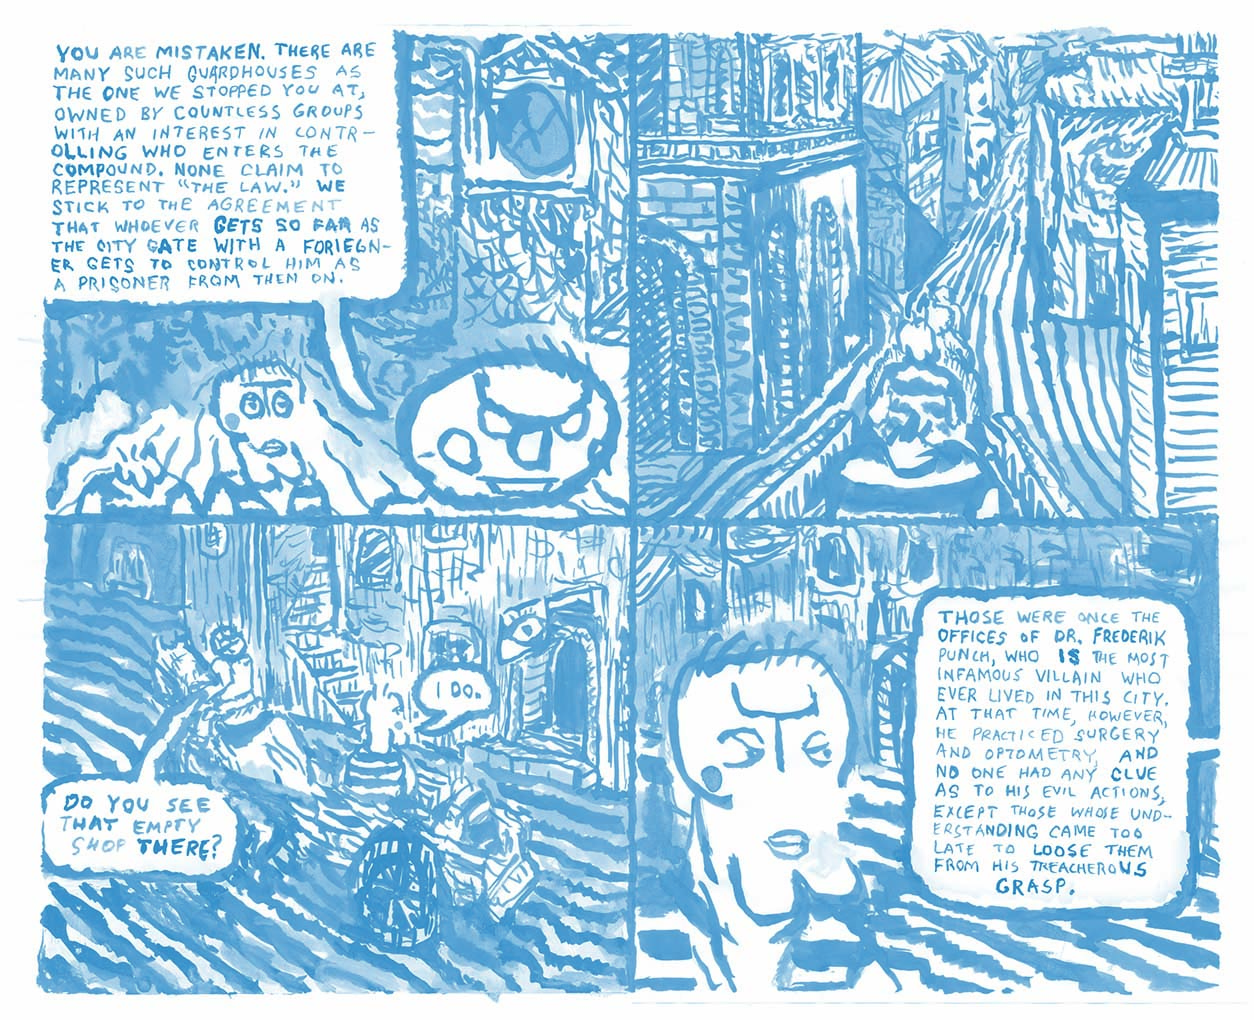 YOU ARE MISTAKEN. THERE ARE
MANY SUCH GUARDHOUSES AS
THE ONE WE STOPPED YOU AT,
OWNED BY COUNTLESS GROUPS
WITH AN INTEREST IN CONTR-
OLLING WHO ENTERS THE
COMPOUND. NONE CLAIM TO
REPRESENT "THE LAW." WE
STICK TO THE AGREEMENT
THAT WHOEVER GETS SO FAR AS
THE CITY GATE WITH A FORIEGN-
ER GETS TO CONTROL HIM AS
A PRISONER FROM THEN ON.
DO YOU SEE
THAT EMPTY
SHOP THERE?
I DO.
THOSE WERE ONCE THE
OFFICES OF DR. FREDERIK
PUNCH, WHO IS THE MOST
INFAMOUS VILLAIN WHO
EVER LIVED IN THIS CITY.
AT THAT TIME, HOWEVER,
HE PRACTICED SURGERY
AND OPTOMETRY, AND
NO ONE HAD ANY CLUE
AS TO HIS EVIL ACTIONS,
EXCEPT THOSE WHOSE UND-
ERSTANDING CAME TOO
LATE TO LOOSE THEM
FROM HIS TREACHEROUS
GRASP.